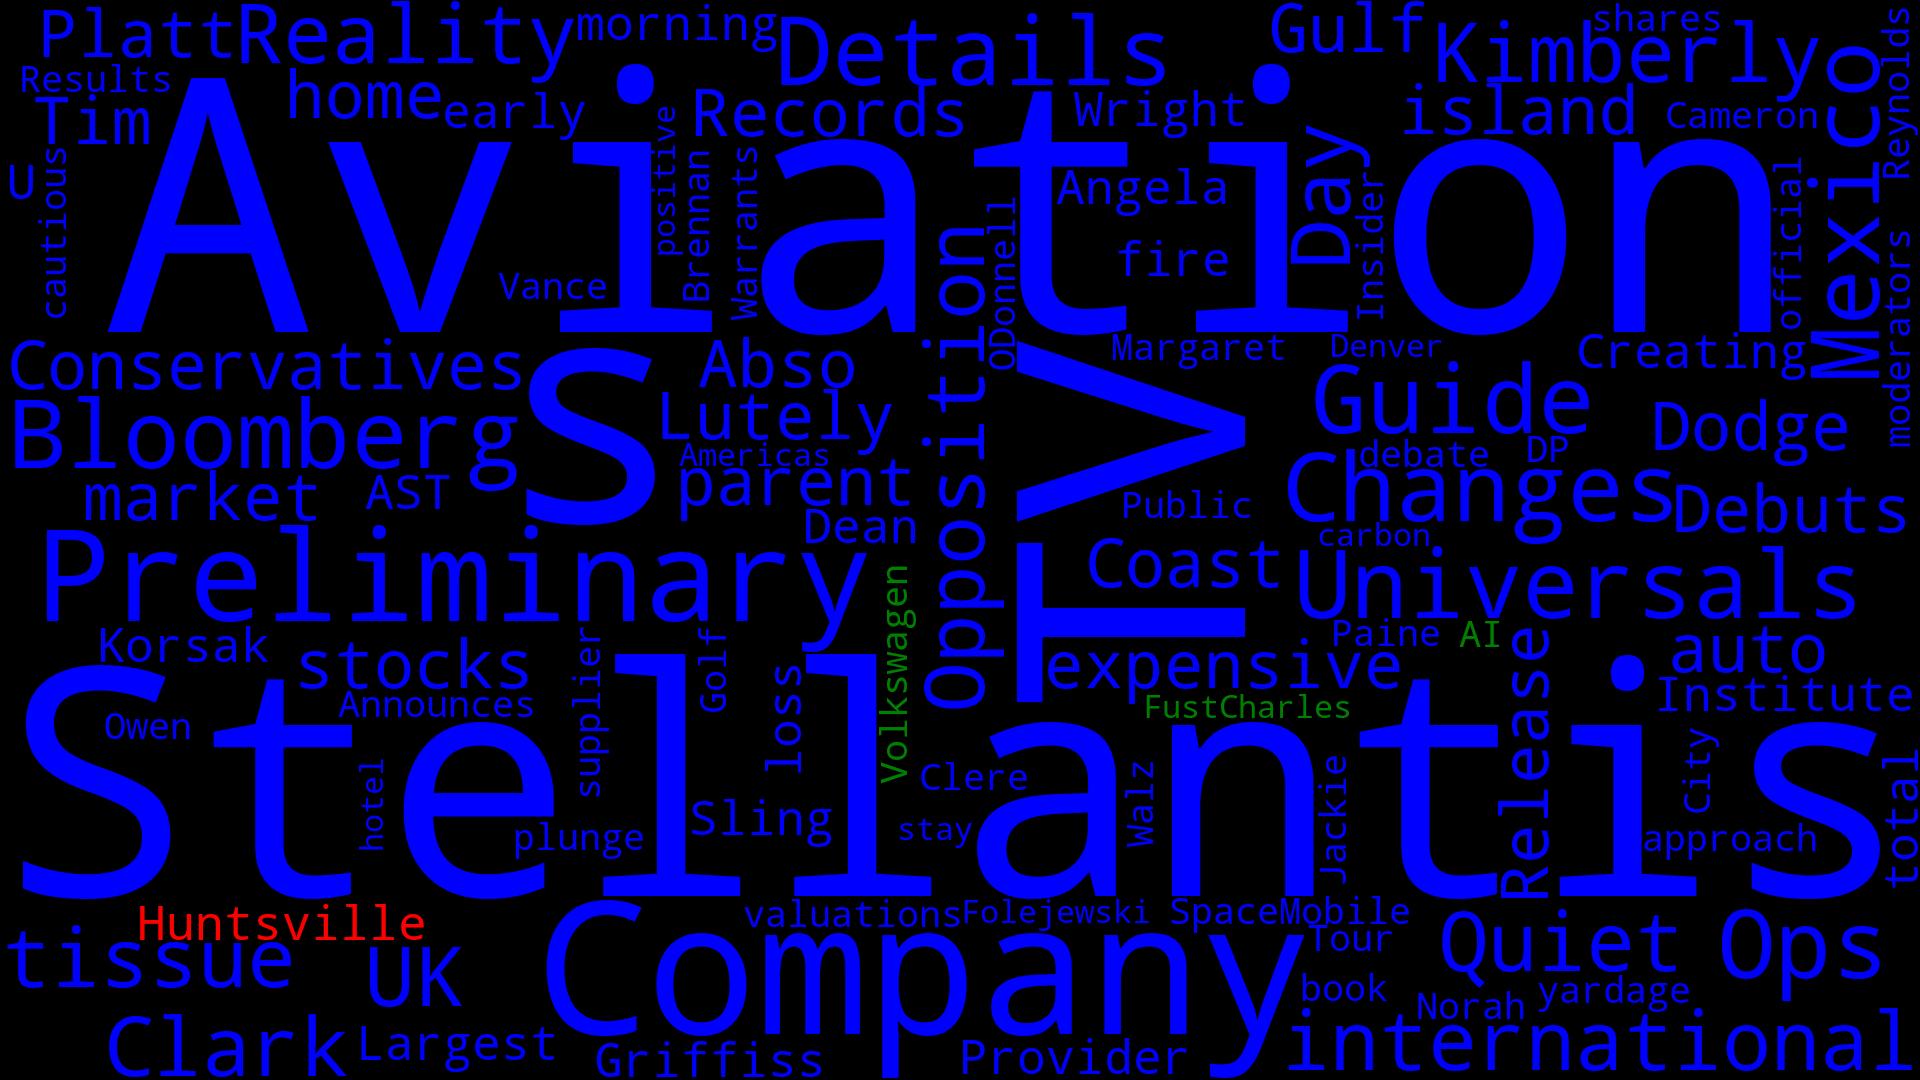 Platt
Reality
morning
Details
Gulf
Kimberly
shares
Reynolds
Results
Tim
home
early
Records
Wright
island
Cameron
Mexico
U
cautious
Aviation
positive
Brennan
Warrants
Vance
Angela
fire
Day
Insider
official
moderators
ODonnell
Opposition
Conservatives
s
Abso
Margaret
Denver
Creating
Bloomberg
Lutely
Americas
TV
Guide
Dodge
debate
DP
market
AST
parent
Public
Changes
Debuts
Dean
carbon
Preliminary
Coast
Universals
Volkswagen
Korsak
stocks
supplier
Golf
loss
expensive
Paine
AI
Release
auto
Institute
Owen
Announces
FustCharles
Stellantis
City
total
hotel
plunge
Sling
Clere
stay
Walz
Jackie
approach
Huntsville
valuations
Folejewski
SpaceMobile
tissue
UK
Company
Tour
Quiet
Ops
book
Norah
yardage
Clark
Largest
Griffiss
Provider
international